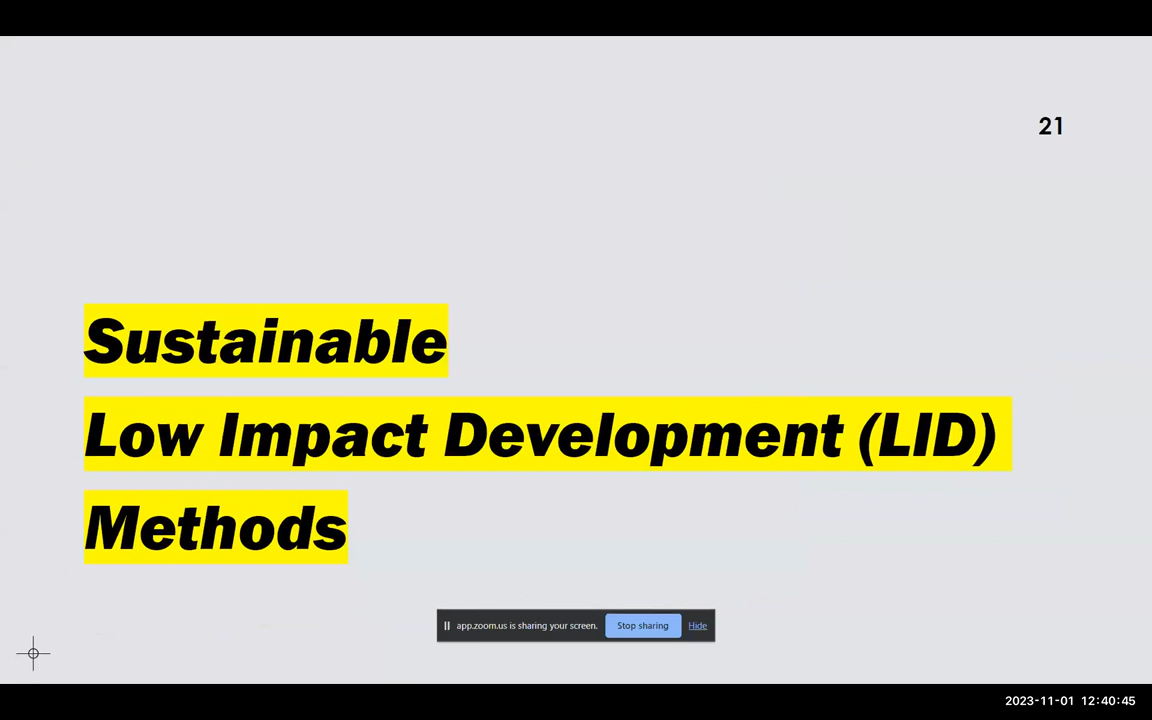 21
Sustainable
Low Impact Development (LID)
Methods
app.zoom.us is sharing your screen. Stop sharing Hide
2023-11-01 12:40:45